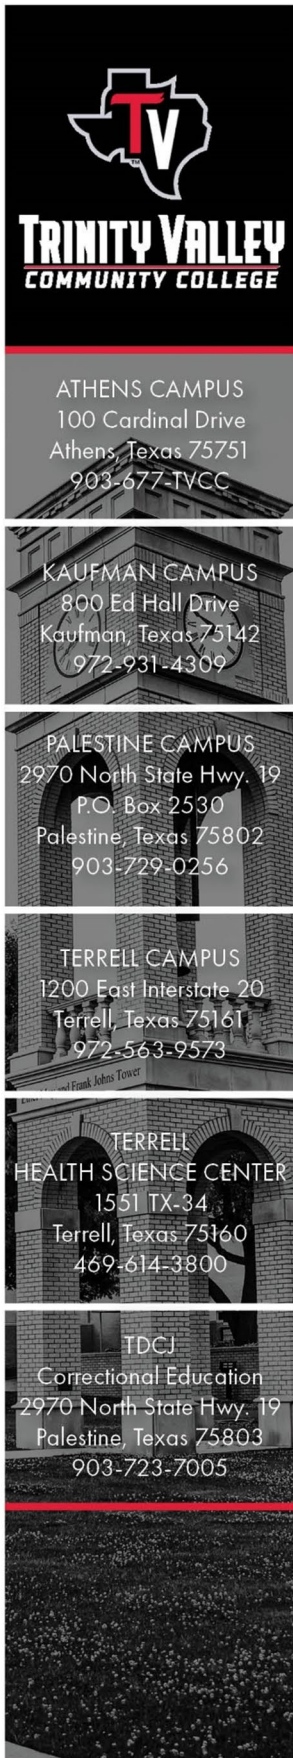 TV
TM
TRINITY VALLEY
COMMUNITY COLLEGE
ATHENS CAMPUS
100 Cardinal Drive
Athens, Texas 75751
903-677-TVCC
KAUFMAN CAMPUS
800 Ed Hall Drive
Kaufman, Texas 75142
972-931-4309
PALESTINE CAMPUS
2970 North State Hwy. 19
P.O. Box 2530
Palestine, Texas 75802
903-729-0256
TERRELL CAMPUS
1200 East Interstate 20
Terrell, Texas 75161
972-563-9573
and Frank Johns Tower
TERRELL
HEALTH SCIENCE CENTER
1551 TX-34
Terrell, Texas 75160
469-614-3800
TDCJ
Correctional Education
2970 North State Hwy. 19
Palestine, Texas 75803
903-723-7005